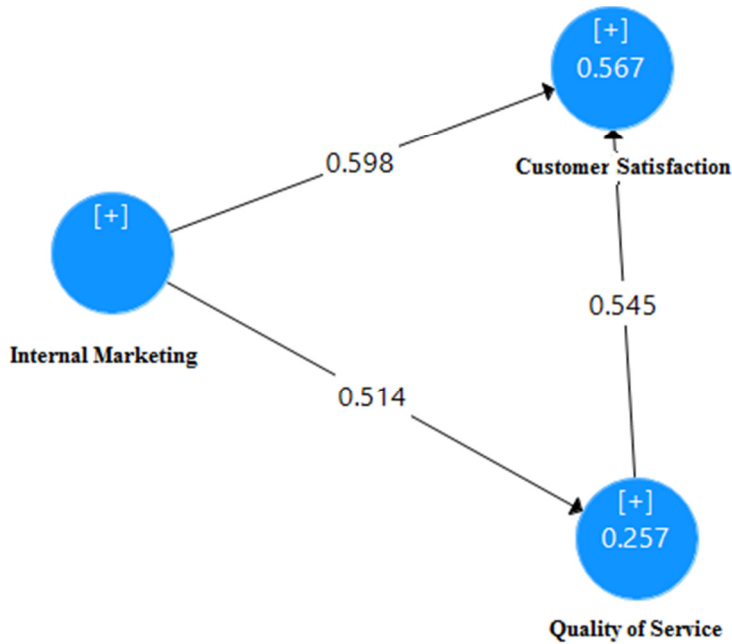 [+]
0.567
Customer Satisfaction
0.598
[+]
Internal Marketing
0.545
0.514
[+]
0.257
Quality of Service